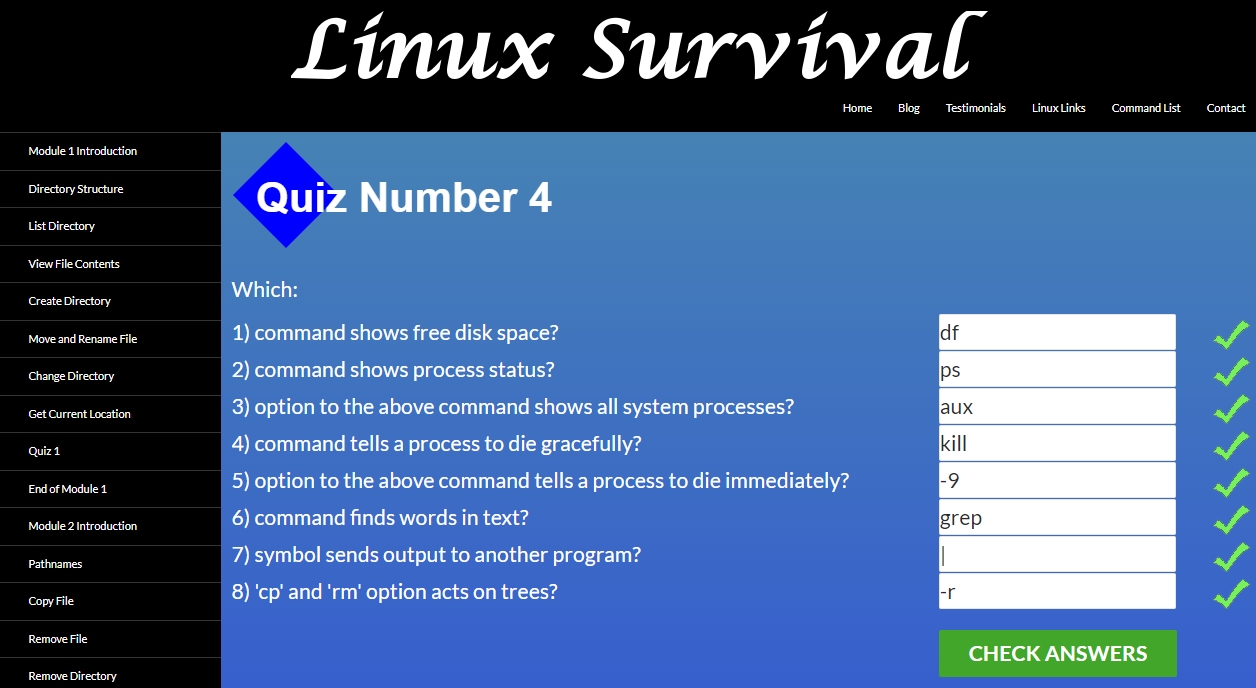 Linux Survival
Home Blog Testimonials Linux Links Command List Contact
Module 1 Introduction
Directory Structure
List Directory
View File Contents
Create Directory
Move and Rename File
Change Directory
Get Current Location
Quiz 1
End of Module 1
Module 2 Introduction
Pathnames
Copy File
Remove File
Remove Directory
Quiz Number 4
Which:
1) command shows free disk space? df
2) command shows process status? ps
3) option to the above command shows all system processes? aux
4) command tells a process to die gracefully? kill
5) option to the above command tells a process to die immediately? -9
6) command finds words in text? grep
7) symbol sends output to another program? |
8) 'cp' and 'rm' option acts on trees? -r
CHECK ANSWERS